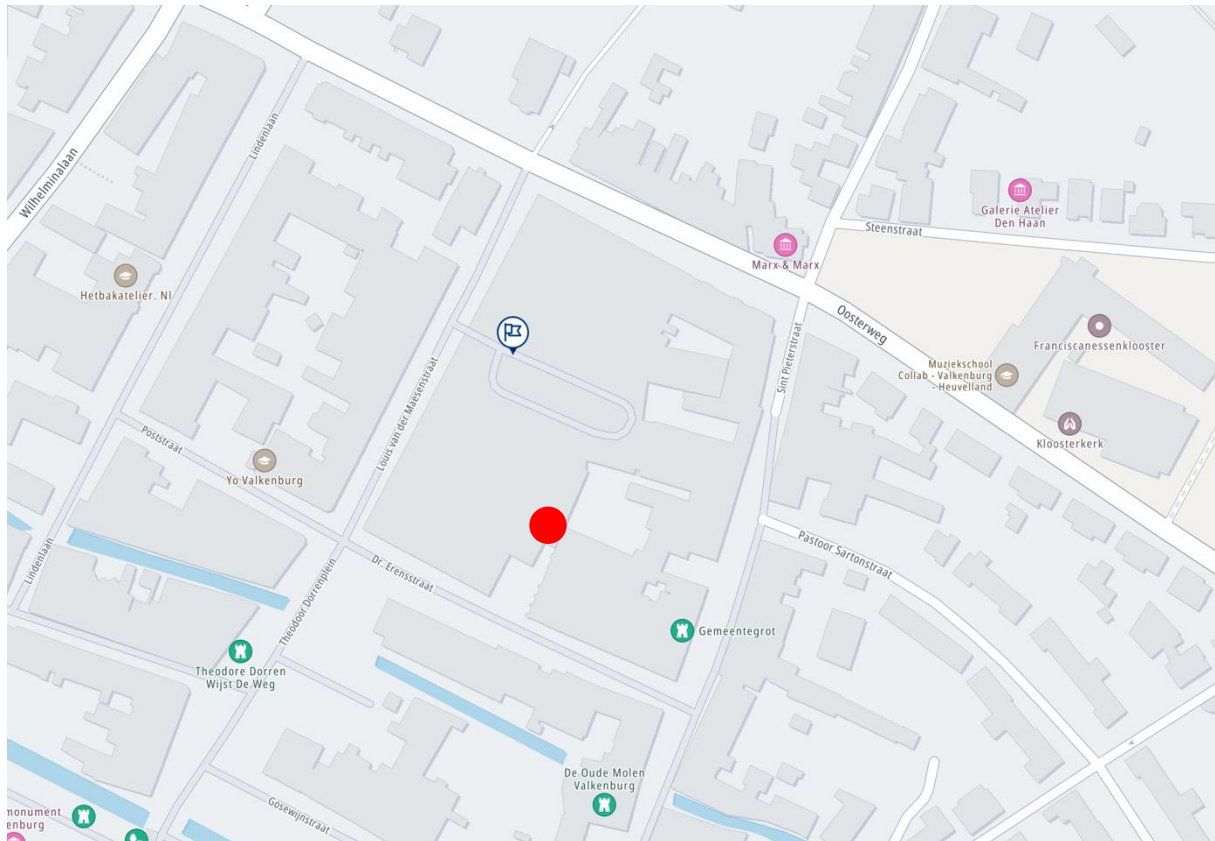 Wilhelminalaan
Lindenlaan
Hetbakatelier. Nl
Galerie Atelier
Den Haan
Steenstraat
Marx & Marx
Oosterweg
Franciscanessenklooster
Muziekschool
Collab - Valkenburg
- Heuvelland
Kloosterkerk
Sint Pieterstraat
Louis van der Maesenstraat
Poststraat
Yo Valkenburg
Pastoor Sartonstraat
Dr. Erensstraat
Lindenlaan
Theodoor Dorrenplein
Gemeentegrot
Theodore Dorren
Wijst De Weg
De Oude Molen
Valkenburg
Gosewijnstraat
monument
enburg